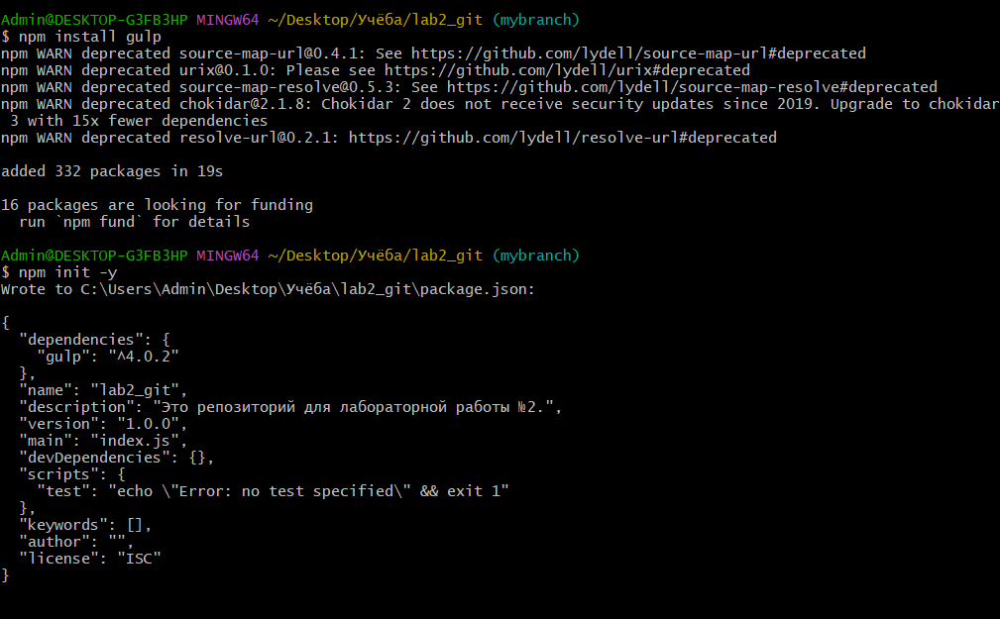 Admin@DESKTOP-G3FB3HP MINGW64 ~/Desktop/Учёба/lab2_git (mybranch)
$ npm install gulp
npm WARN deprecated source-map-url@0.4.1: See https://github.com/lydell/source-map-url#deprecated
npm WARN deprecated urix@0.1.0: Please see https://github.com/lydell/urix#deprecated
npm WARN deprecated source-map-resolve@0.5.3: See https://github.com/lydell/source-map-resolve#deprecated
npm WARN deprecated chokidar@2.1.8: Chokidar 2 does not receive security updates since 2019. Upgrade to chokidar
 3 with 15x fewer dependencies
npm WARN deprecated resolve-url@0.2.1: https://github.com/lydell/resolve-url#deprecated

added 332 packages in 19s

16 packages are looking for funding
  run `npm fund` for details

Admin@DESKTOP-G3FB3HP MINGW64 ~/Desktop/Учёба/lab2_git (mybranch)
$ npm init -y
Wrote to C:\Users\Admin\Desktop\Учёба\lab2_git\package.json:

{
  "dependencies": {
    "gulp": "^4.0.2"
  },
  "name": "lab2_git",
  "description": "Это репозиторий для лабораторной работы №2.",
  "version": "1.0.0",
  "main": "index.js",
  "devDependencies": {},
  "scripts": {
    "test": "echo \"Error: no test specified\" && exit 1"
  },
  "keywords": [],
  "author": "",
  "license": "ISC"
}